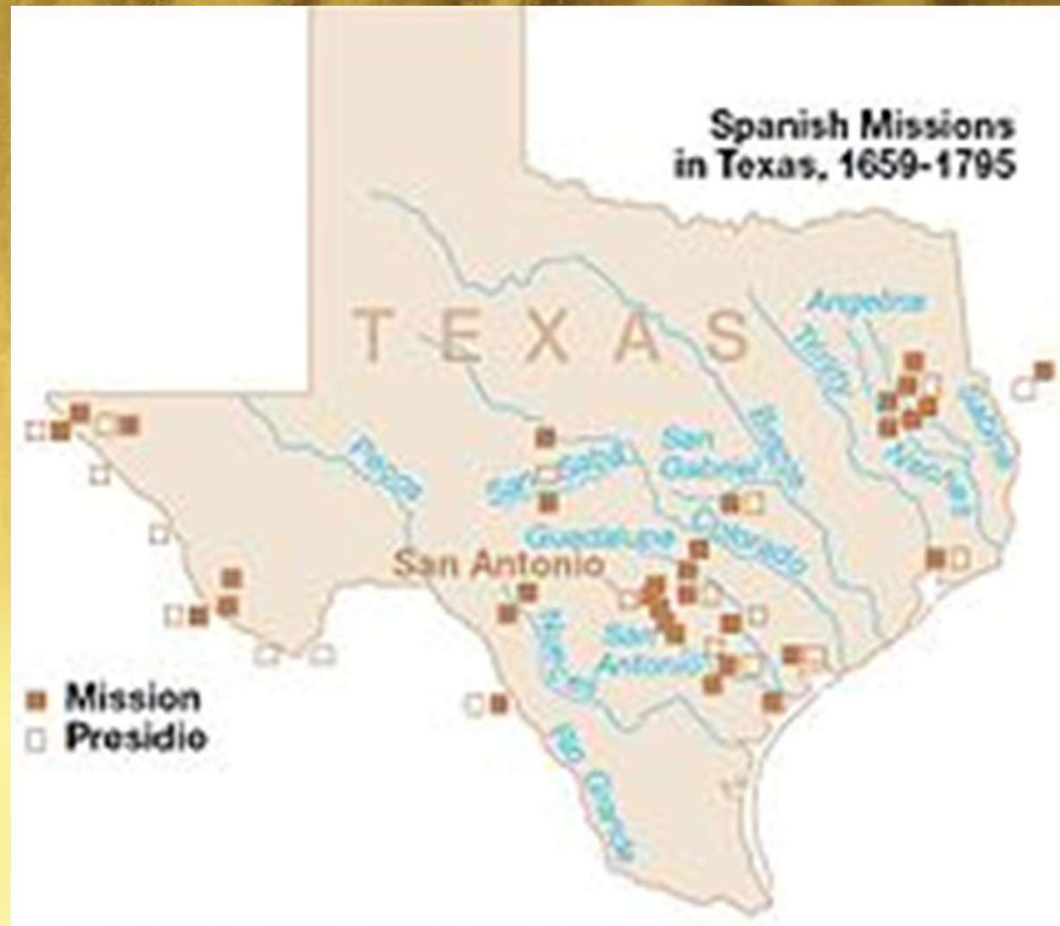 Spanish Missions
in Texas, 1659-1795
TEXAS
Angelina
Trinity
Sabine
Neches
Brazos
San
Gabriel
Pecos
San Saba
Colorado
Guadalupe
San Antonio
San
Antonio
Nueces
Rio Grande
Mission
Presidio